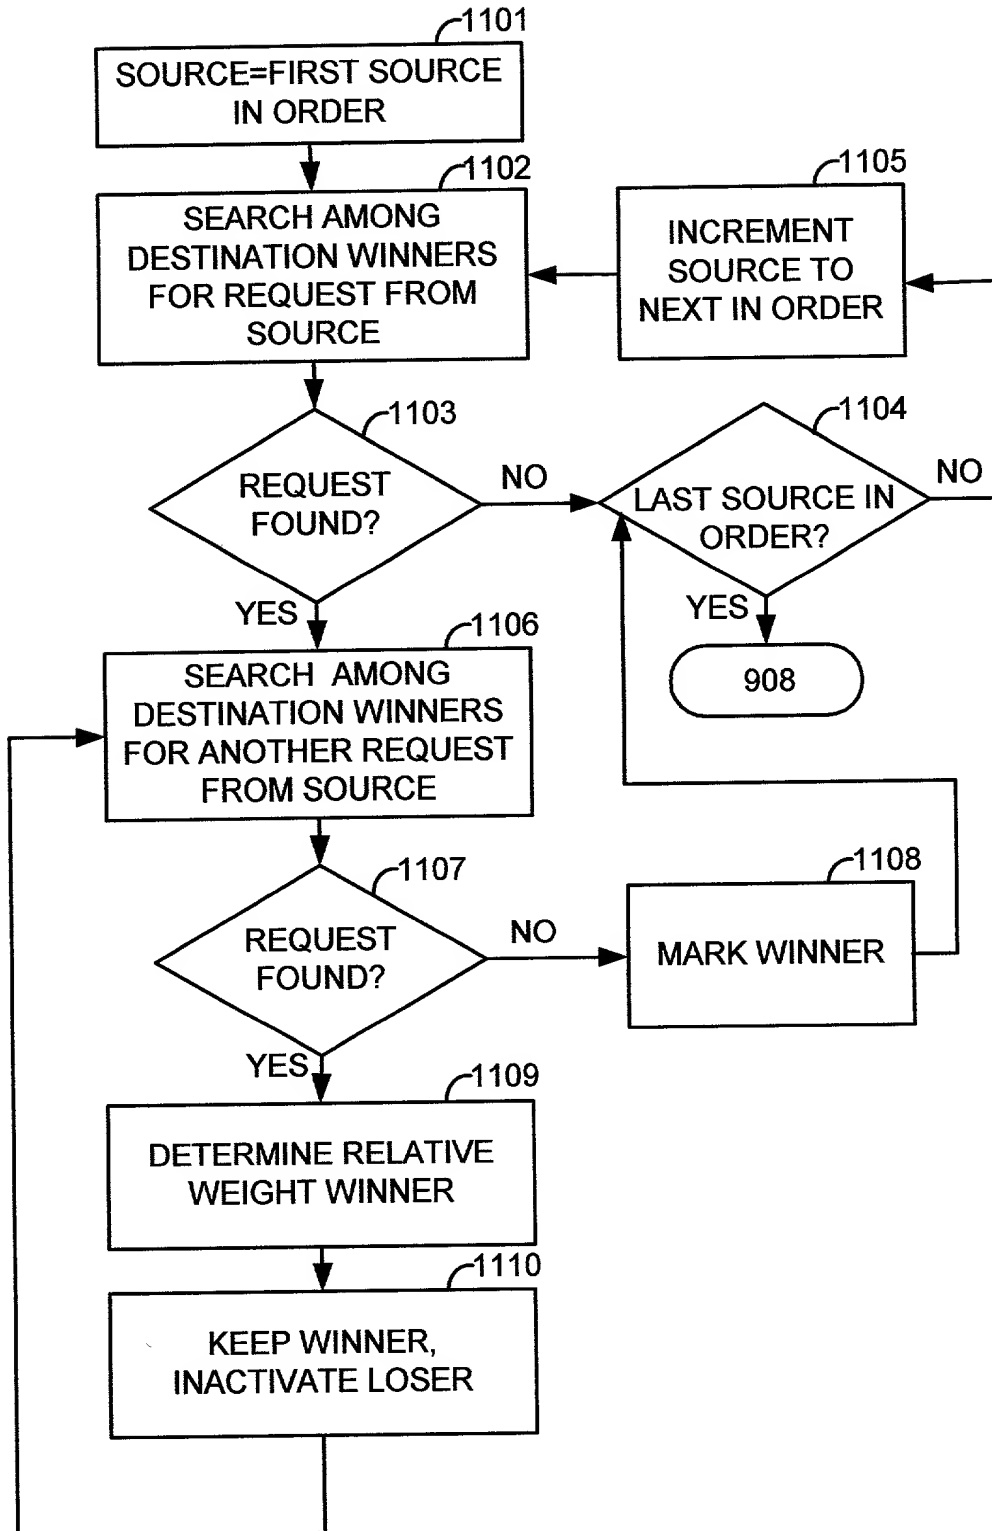 1101
SOURCE=FIRST SOURCE
IN ORDER
1102
SEARCH AMONG
DESTINATION WINNERS
FOR REQUEST FROM
SOURCE
1105
INCREMENT
SOURCE TO
NEXT IN ORDER
1103
REQUEST
FOUND?
NO
1104
LAST SOURCE IN
ORDER?
NO
YES
908
YES
1106
SEARCH AMONG
DESTINATION WINNERS
FOR ANOTHER REQUEST
FROM SOURCE
1107
REQUEST
FOUND?
NO
1108
MARK WINNER
YES
1109
DETERMINE RELATIVE
WEIGHT WINNER
1110
KEEP WINNER,
INACTIVATE LOSER